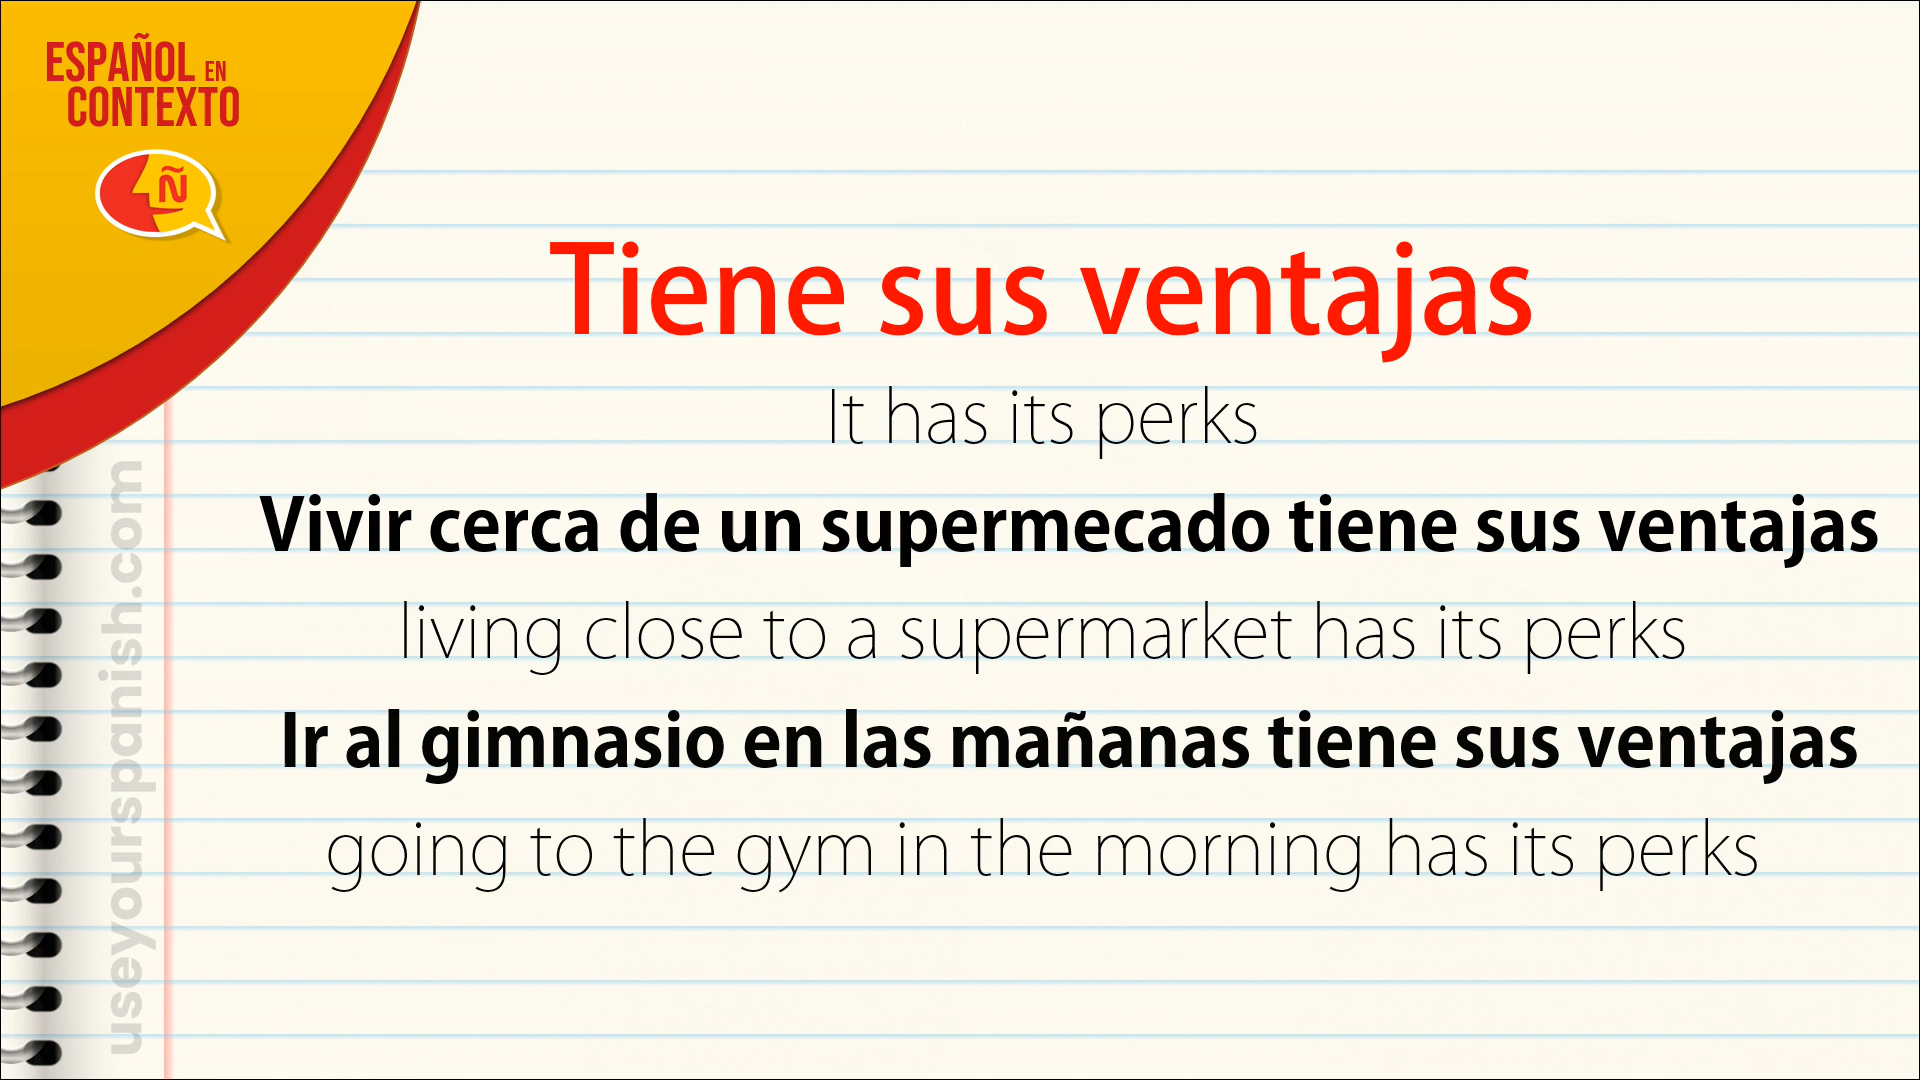 ESPAÑOL EN
CONTEXTO
Ñ
Tiene sus ventajas
It has its perks
Vivir cerca de un supermecado tiene sus ventajas
living close to a supermarket has its perks
Ir al gimnasio en las mañanas tiene sus ventajas
going to the gym in the morning has its perks
useyourspanish.com